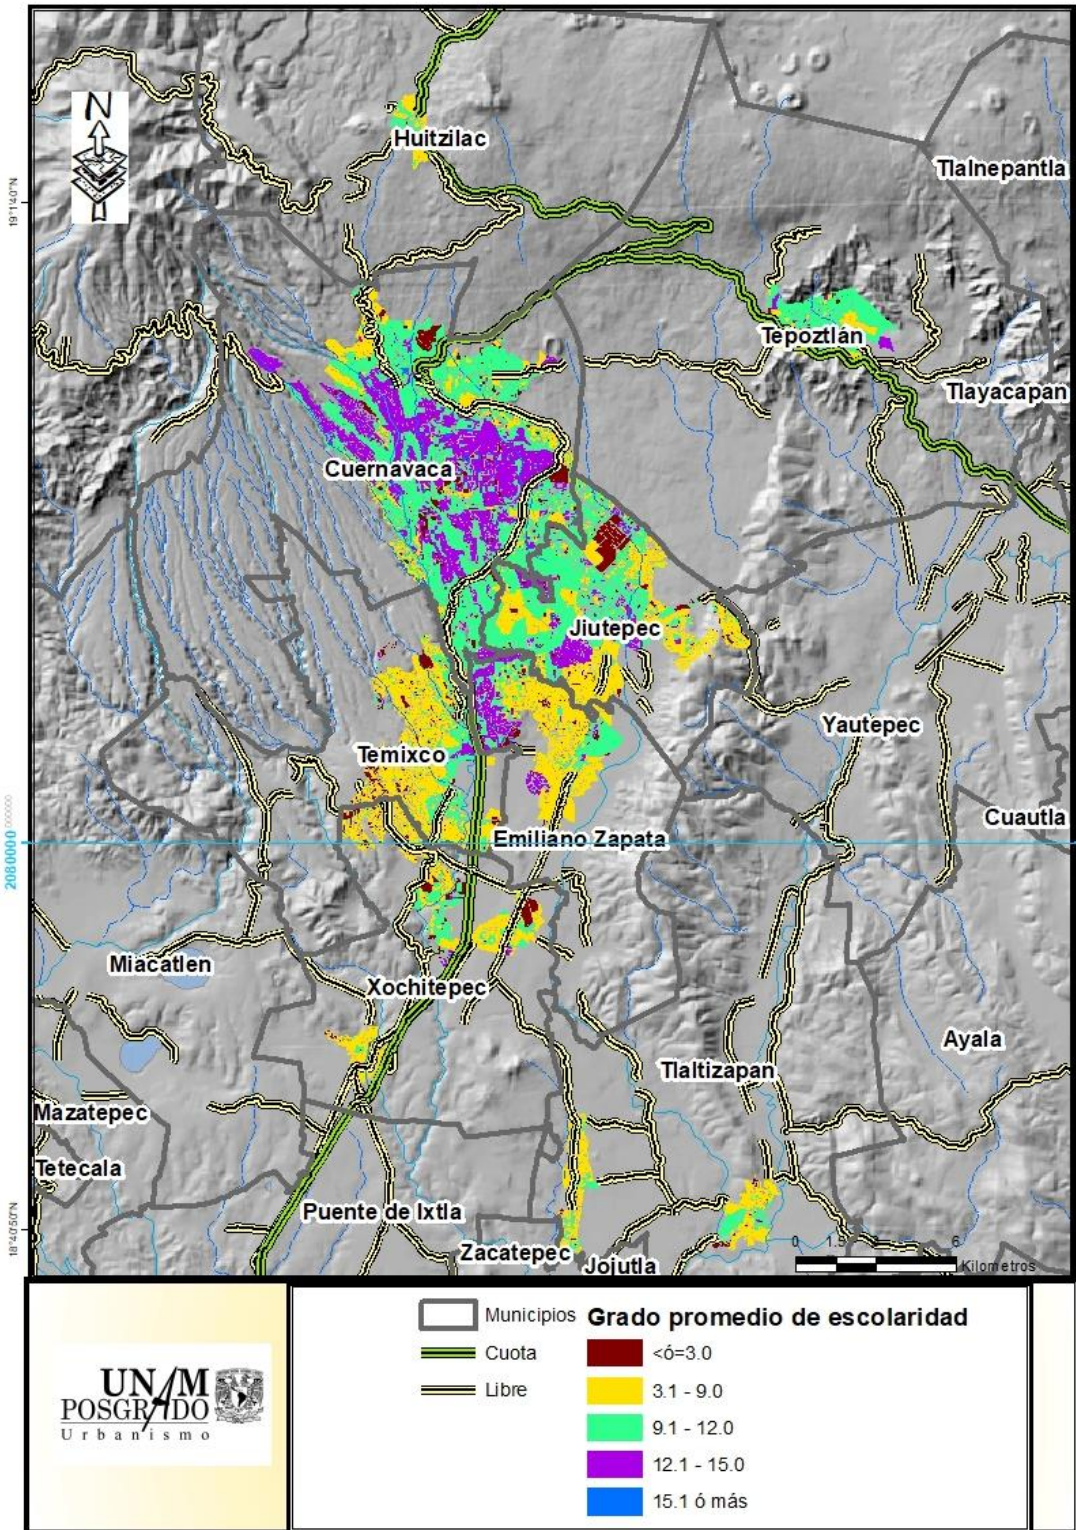 N
Huitzilac
Tlalnepantla
19°1'40"N
Tepoztlán
Tlayacapan
Cuernavaca
Jiutepec
Yautepec
Temixco
Cuautla
Emiliano Zapata
2080000
Miacatlen
Xochitepec
Ayala
Tlaltizapan
Mazatepec
Tetecala
Puente de Ixtla
18°40'50"N
Zacatepec
Jojutla
0 1.5 3 6
Kilometros
Municipios
Cuota
Libre
Grado promedio de escolaridad
<ó=3.0
3.1 - 9.0
9.1 - 12.0
12.1 - 15.0
15.1 ó más
UNAM
POSGRADO
Urbanismo